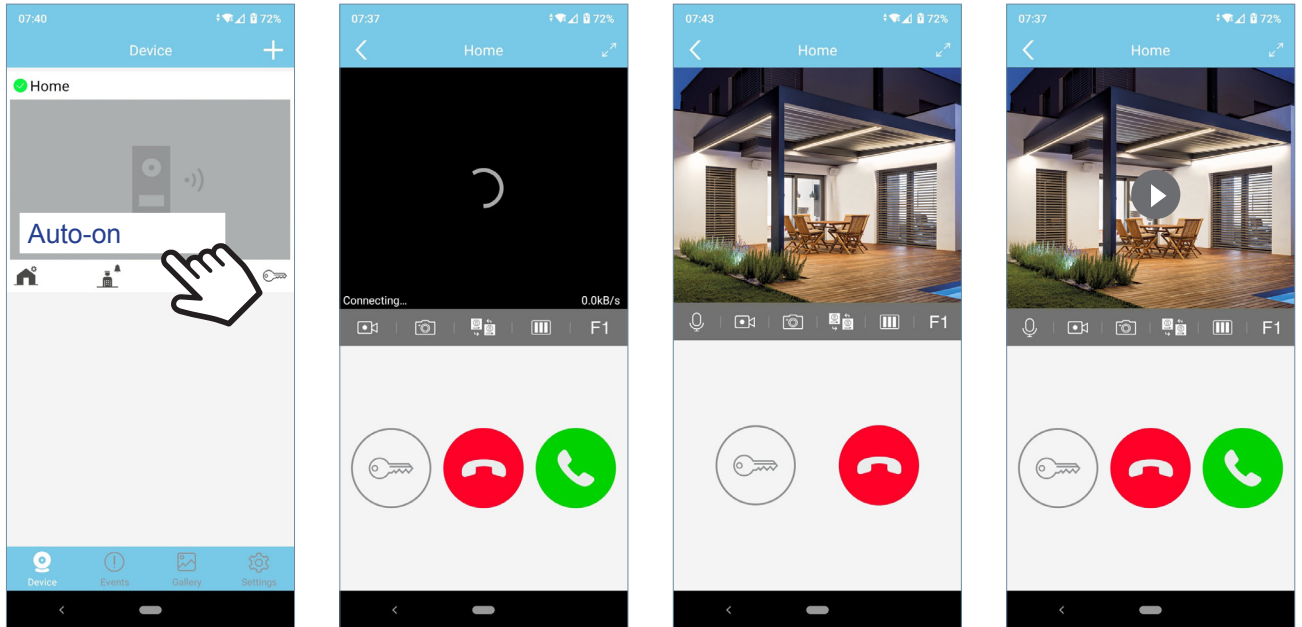 07:40 72%
Device
Home
Auto-on
Device Events Gallery Settings
07:37 72%
Home
Connecting... 0.0kB/s
F1
07:43 72%
Home
F1
07:37 72%
Home
F1